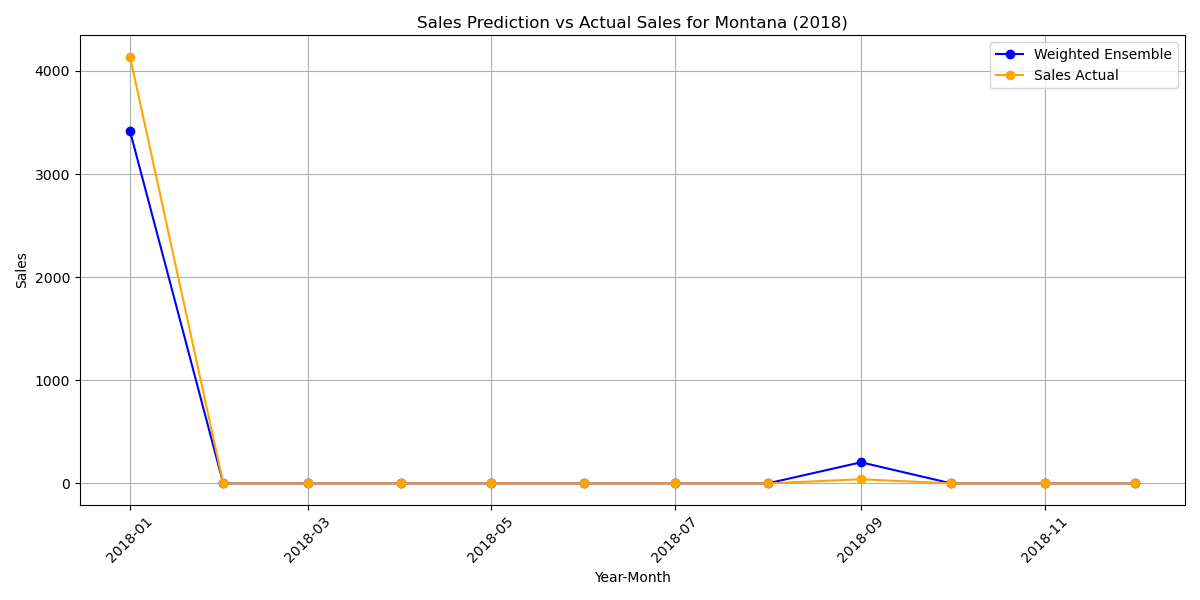 Sales Prediction vs Actual Sales for Montana (2018)
Weighted Ensemble
Sales Actual
Sales
4000
3000
2000
1000
0
2018-01
2018-03
2018-05
2018-07
2018-09
2018-11
Year-Month